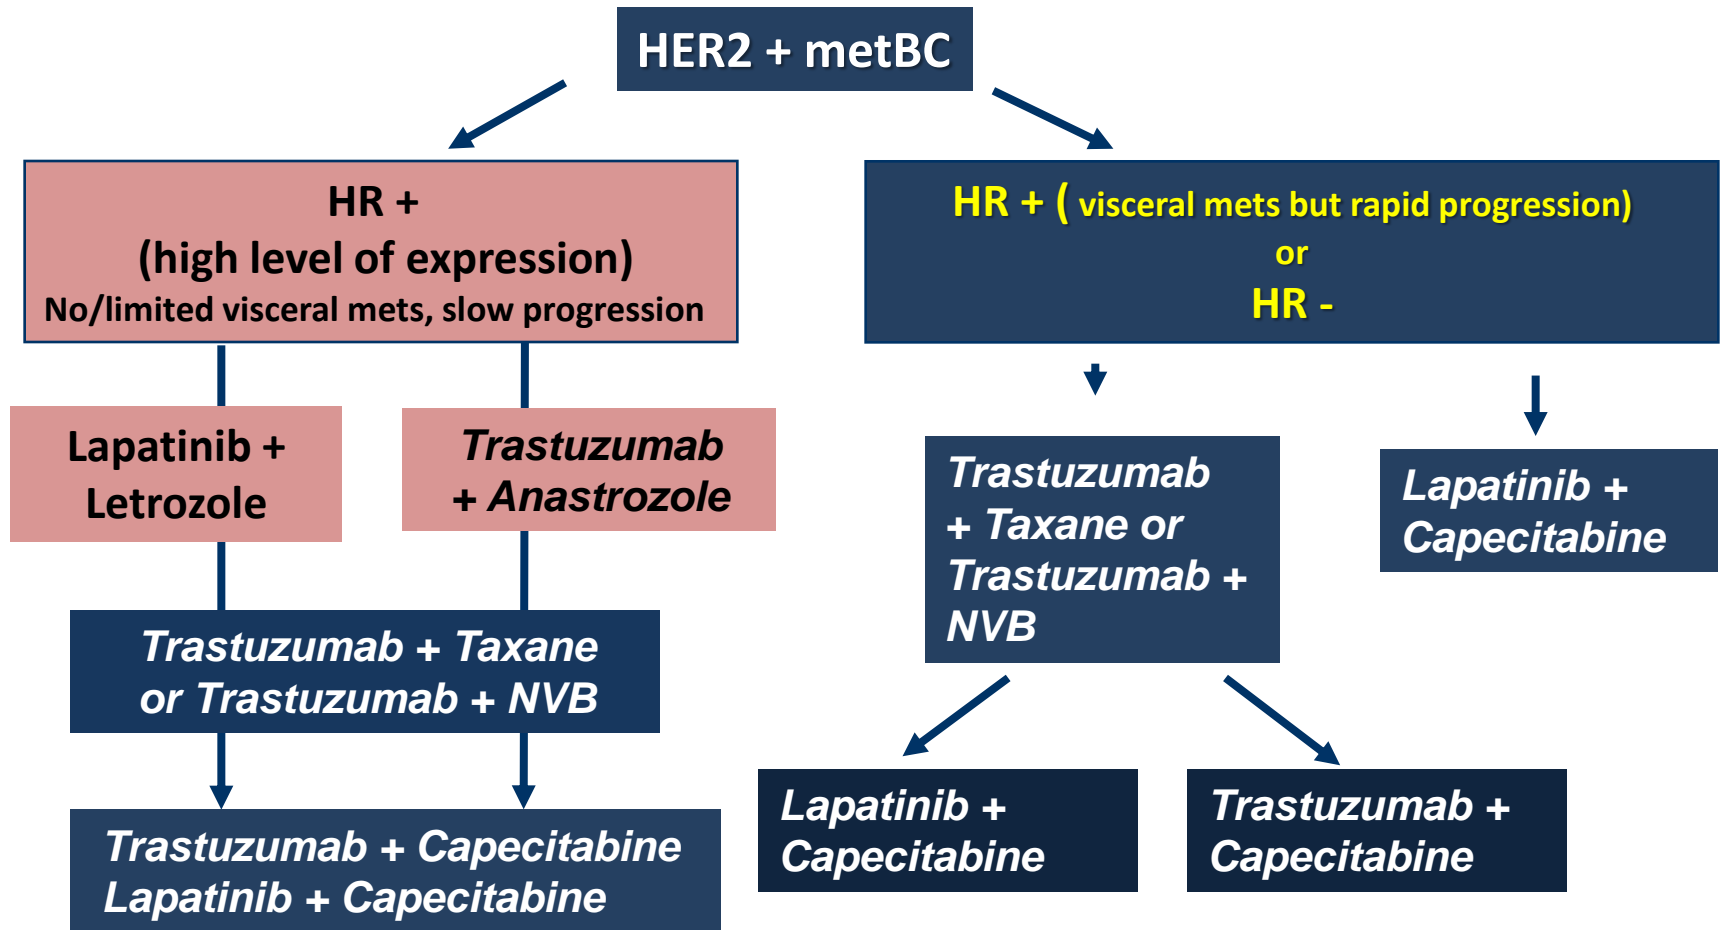 HER2 + metBC
HR +
(high level of expression)
No/limited visceral mets, slow progression
HR + ( visceral mets but rapid progression)
or
HR -
Lapatinib +
Letrozole
Trastuzumab
+ Anastrozole
Trastuzumab
+ Taxane or
Trastuzumab +
NVB
Lapatinib +
Capecitabine
Trastuzumab + Taxane
or Trastuzumab + NVB
Trastuzumab + Capecitabine
Lapatinib + Capecitabine
Lapatinib +
Capecitabine
Trastuzumab +
Capecitabine